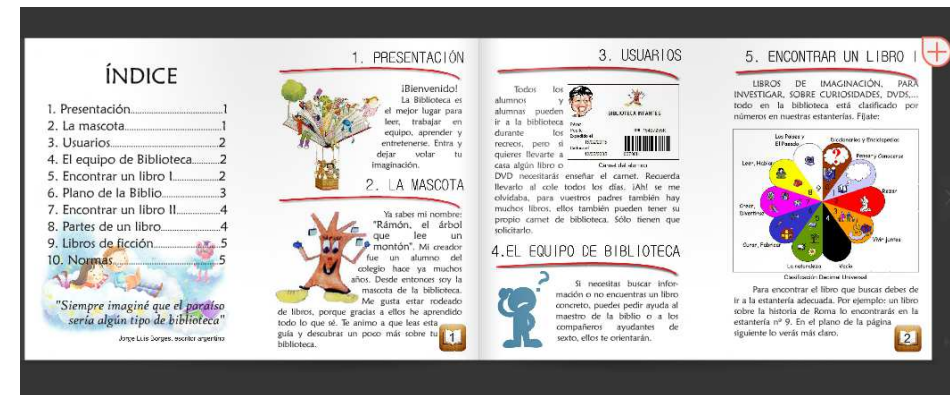 ÍNDICE
1. Presentación...........................1
2. La mascota.............................1
3. Usuarios..................................2
4. El equipo de Biblioteca........2
5. Encontrar un libro I..............2
6. Plano de la Biblio.................3
7. Encontrar un libro II.............4
8. Partes de un libro.................4
9. Libros de ficción...................5
10. Normas................................5
"Siempre imaginé que el paraíso
sería algún tipo de biblioteca"
Jorge Luis Borges, escritor argentino
1. PRESENTACIÓN
¡Bienvenido!
La Biblioteca es
el mejor lugar para
leer, trabajar en
equipo, aprender y
entretenerse. Entra y
dejar volar tu
imaginación.
2. LA MASCOTA
Ya sabes mi nombre:
"Rámón, el árbol
que lee un
montón". Mi creador
fue un alumno del
colegio hace ya muchos
años. Desde entonces soy la
mascota de la biblioteca.
Me gusta estar rodeado
de libros, porque gracias a ellos he aprendido
todo lo que sé. Te animo a que leas esta
guía y descubras un poco más sobre tu
biblioteca.
1
3. USUARIOS
Todos los
alumnos y
alumnas pueden
ir a la biblioteca
durante los
recreos, pero si
quieres llevarte a
casa algún libro o
DVD necesitarás enseñar el carnet. Recuerda
llevarlo al cole todos los días. ¡Ah! se me
olvidaba, para vuestros padres también hay
muchos libros, ellos también pueden tener su
propio carnet de biblioteca. Sólo tienen que
solicitarlo.
BIBLIOTECA INFANTES
Carnet del alumno
4.EL EQUIPO DE BIBLIOTECA
Si necesitas buscar infor-
mación o no encuentras un libro
concreto, puedes pedir ayuda al
maestro de la biblio o a los
compañeros ayudantes de
sexto, ellos te orientarán.
5. ENCONTRAR UN LIBRO I
LIBROS DE IMAGINACIÓN, PARA
INVESTIGAR, SOBRE CURIOSIDADES, DVDS,...
todo en la biblioteca está clarificado por
números en nuestras estanterías. Fíjate:
Los Países y
El Pasado
Diccionarios y Enciclopedias
Pensar y Conocerse
Leer, Hablar
Rezar
Crear,
Divertirse
Vivir juntos
Curar, Fabricar
La naturaleza
Vacía
Clasificación Decimal Universal
Para encontrar el libro que buscas debes de
ir a la estantería adecuada. Por ejemplo: un libro
sobre la historia de Roma lo encontrarás en la
estantería nº 9. En el plano de la página
siguiente lo verás más claro.
2